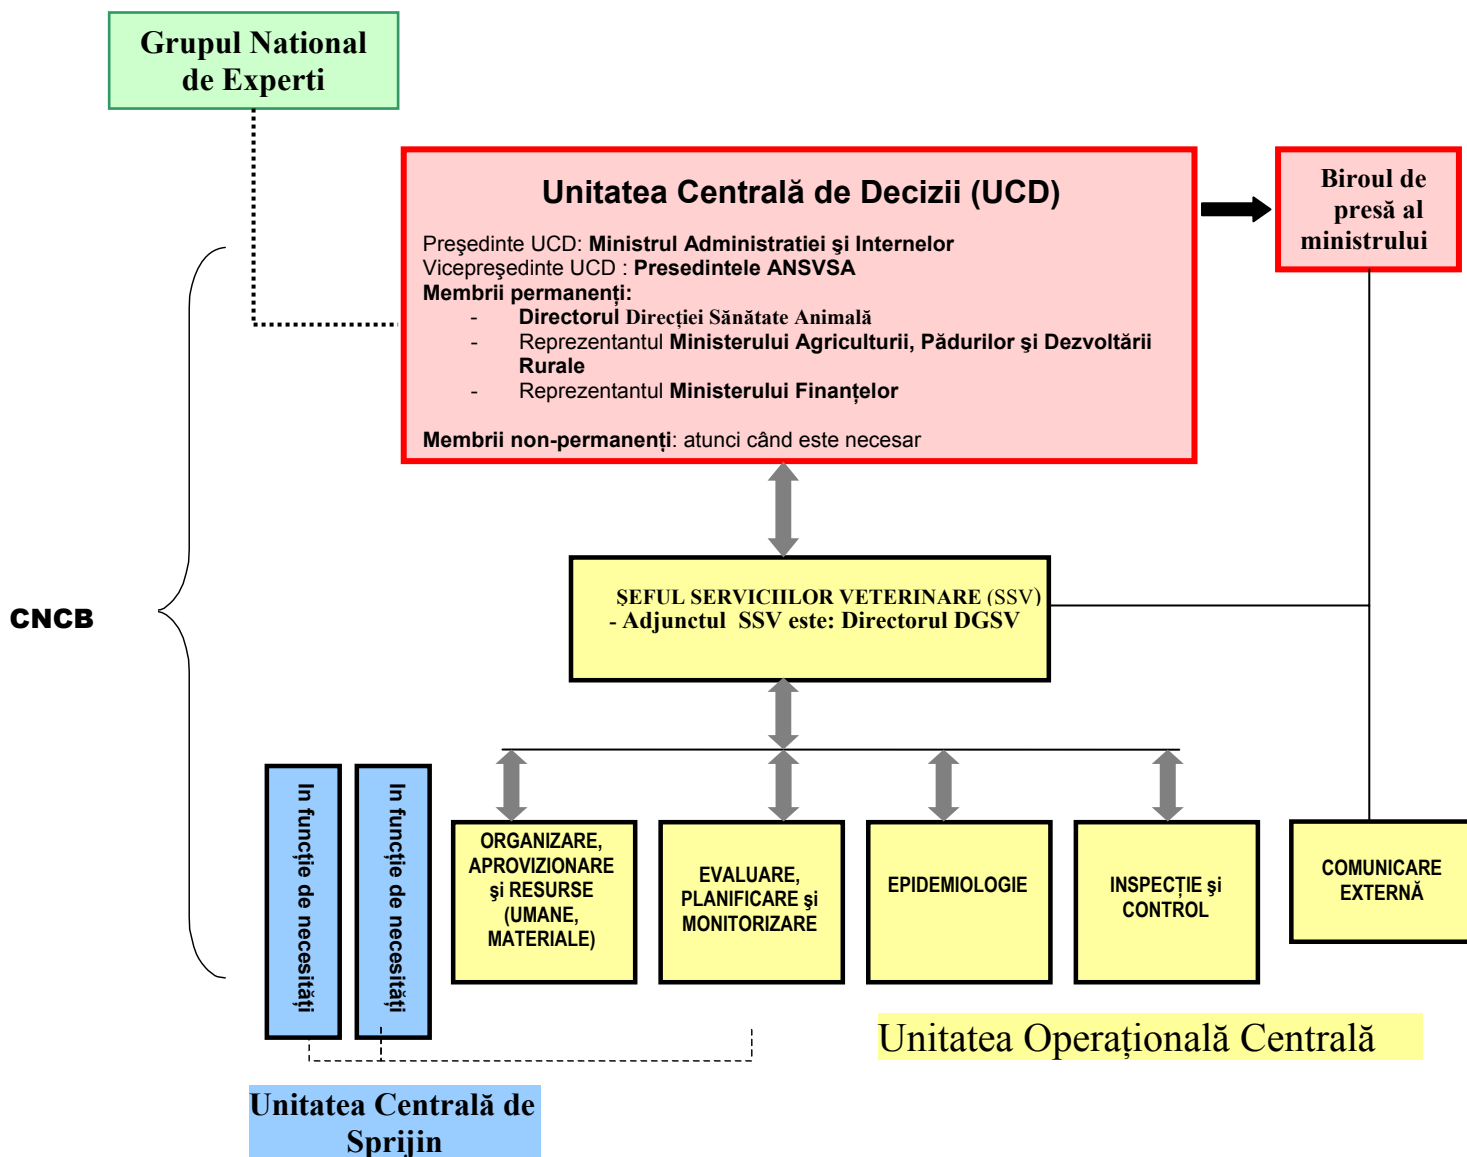 Grupul National
de Experti
Unitatea Centrală de Decizii (UCD)
Preşedinte UCD: Ministrul Administratiei şi Internelor
Vicepreşedinte UCD : Presedintele ANSVSA
Membrii permanenți:
- Directorul Direcției Sănătate Animală
- Reprezentantul Ministerului Agriculturii, Pădurilor şi Dezvoltării
Rurale
- Reprezentantul Ministerului Finanțelor
Membrii non-permanenți: atunci când este necesar
Biroul de
presă al
ministrului
CNCB
ŞEFUL SERVICIILOR VETERINARE (SSV)
- Adjunctul SSV este: Directorul DGSV
In funcție de necesități
In funcție de necesități
ORGANIZARE,
APROVIZIONARE
şi RESURSE
(UMANE,
MATERIALE)
EVALUARE,
PLANIFICARE şi
MONITORIZARE
EPIDEMIOLOGIE
INSPECȚIE şi
CONTROL
COMUNICARE
EXTERNĂ
Unitatea Operațională Centrală
Unitatea Centrală de
Sprijin